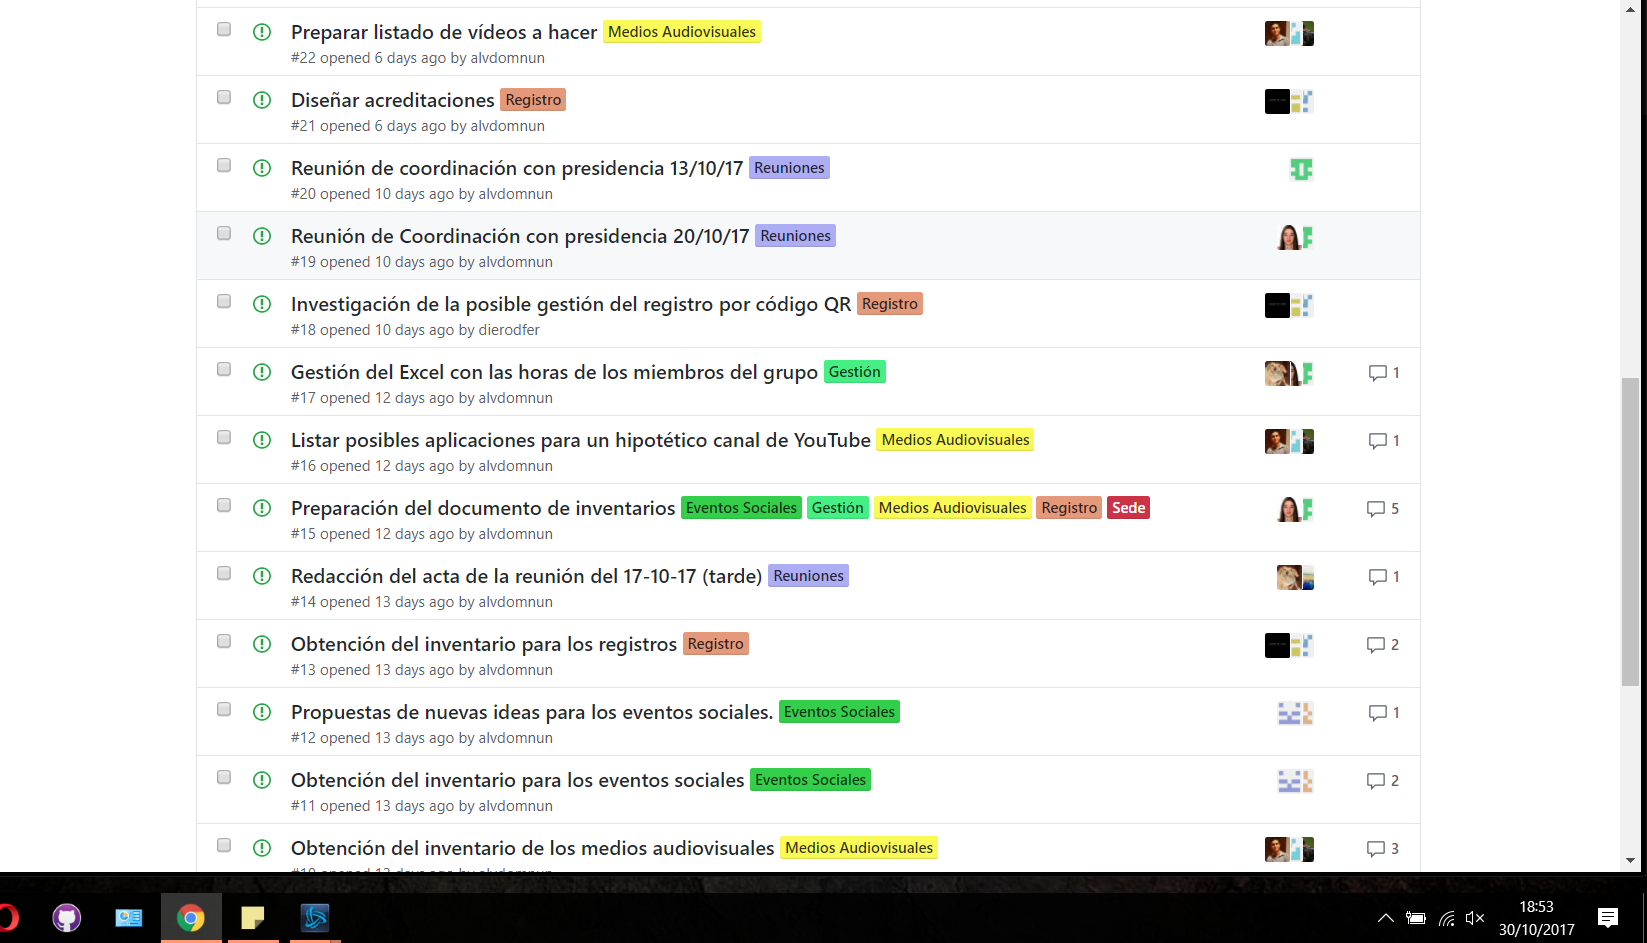 Preparar listado de vídeos a hacer Medios Audiovisuales
#22 opened 6 days ago by alvdomnun
Diseñar acreditaciones Registro
#21 opened 6 days ago by alvdomnun
Reunión de coordinación con presidencia 13/10/17 Reuniones
#20 opened 10 days ago by alvdomnun
Reunión de Coordinación con presidencia 20/10/17 Reuniones
#19 opened 10 days ago by alvdomnun
Investigación de la posible gestión del registro por código QR Registro
#18 opened 10 days ago by dierodfer
Gestión del Excel con las horas de los miembros del grupo Gestión 1
#17 opened 12 days ago by alvdomnun
Listar posibles aplicaciones para un hipotético canal de YouTube Medios Audiovisuales 1
#16 opened 12 days ago by alvdomnun
Preparación del documento de inventarios Eventos Sociales Gestión Medios Audiovisuales Registro Sede 5
#15 opened 12 days ago by alvdomnun
Redacción del acta de la reunión del 17-10-17 (tarde) Reuniones 1
#14 opened 13 days ago by alvdomnun
Obtención del inventario para los registros Registro 2
#13 opened 13 days ago by alvdomnun
Propuestas de nuevas ideas para los eventos sociales. Eventos Sociales 1
#12 opened 13 days ago by alvdomnun
Obtención del inventario para los eventos sociales Eventos Sociales 2
#11 opened 13 days ago by alvdomnun
Obtención del inventario de los medios audiovisuales Medios Audiovisuales 3
18:53
30/10/2017